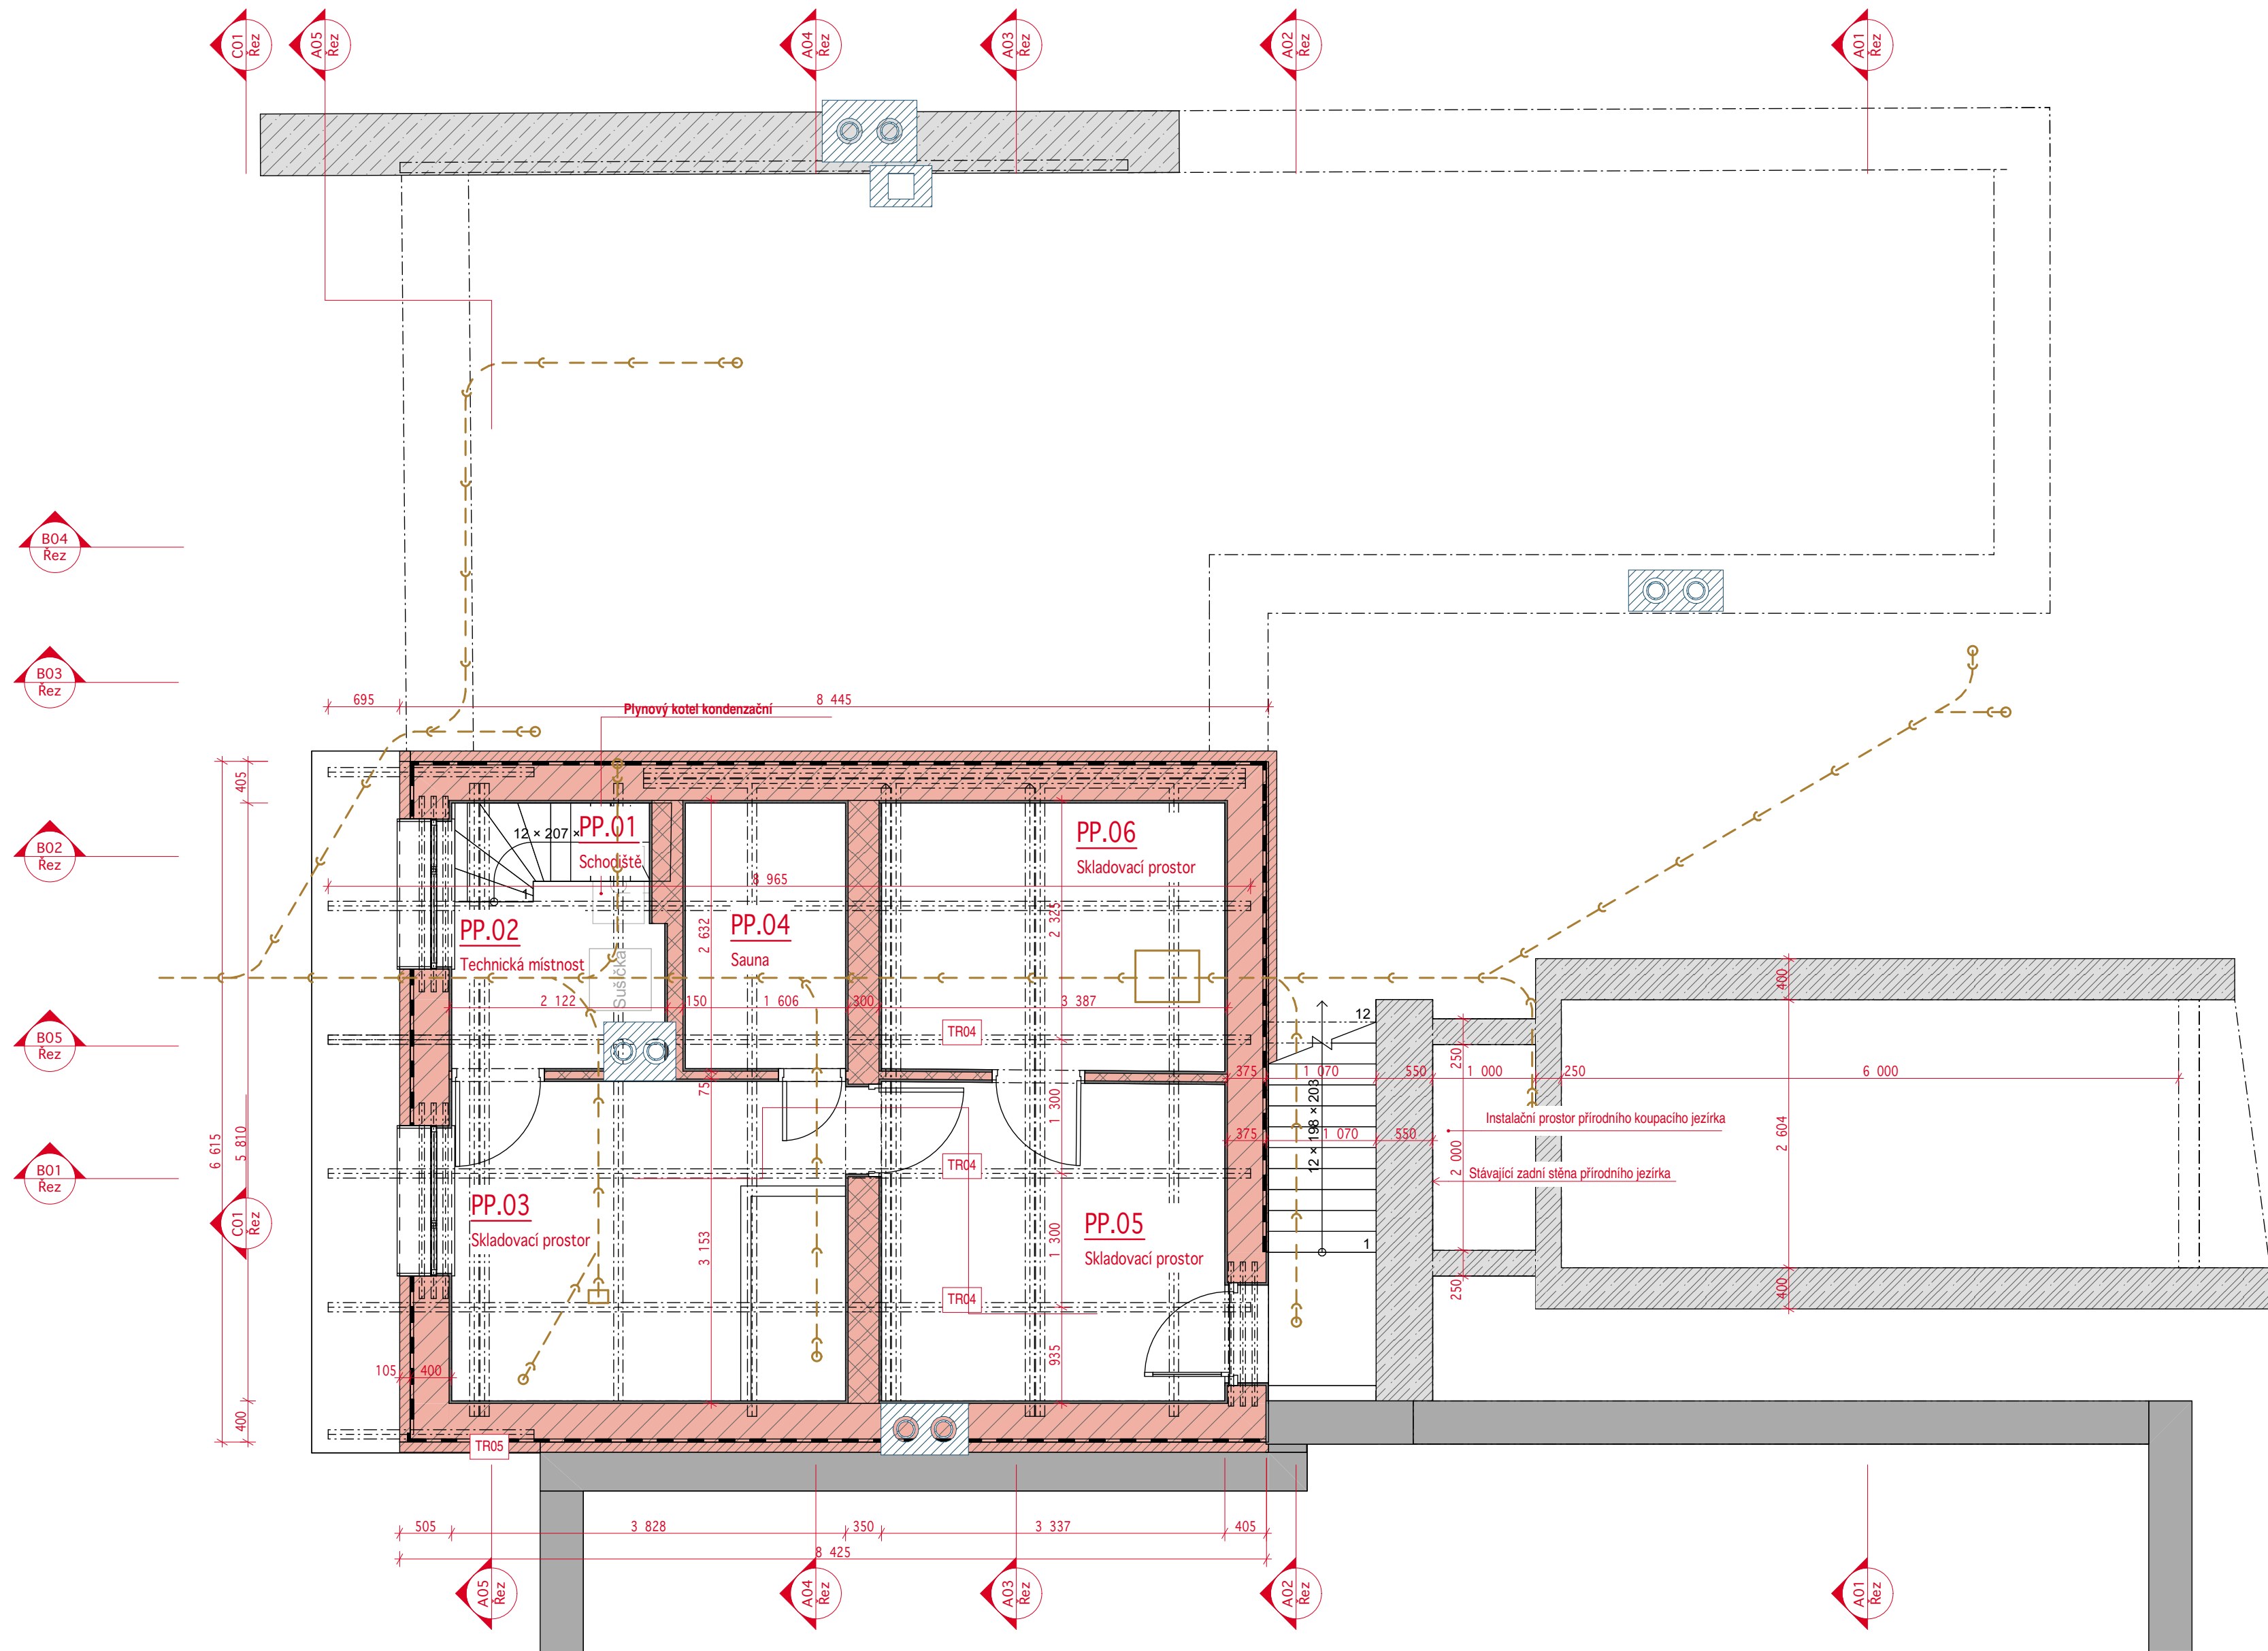 C01
Řez
A05
Řez
A04
Řez
A03
Řez
A02
Řez
A01
Řez
B04
Řez
B03
Řez
695
8 445
Plynový kotel kondenzační
405
12 × 207 ×
PP.01
Schodiště
PP.06
Skladovací prostor
B02
Řez
8 965
1
PP.02
Technická místnost
2 632
PP.04
Sauna
2 325
Sušička
400
2 122
150
1 606
300
3 387
TR04
12
B05
Řez
250
375
1 070
550
1 000
250
6 000
75
1 300
Instalační prostor přírodního koupacího jezírka
6 615
5 810
375
1 070
550
12 × 198 × 203
2 000
2 604
TR04
Stávající zadní stěna přírodního jezírka
B01
Řez
C01
Řez
PP.03
Skladovací prostor
3 153
1 300
PP.05
Skladovací prostor
1
TR04
250
400
935
105
400
400
TR05
505
3 828
350
3 337
405
8 425
A05
Řez
A04
Řez
A03
Řez
A02
Řez
A01
Řez